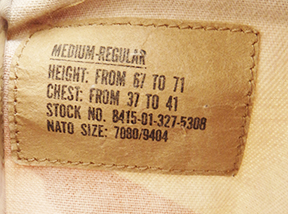 MEDIUM-REGULAR
HEIGHT: FROM 67 TO 71
CHEST: FROM 37 TO 41
STOCK NO. 8415-01-327-5308
NATO SIZE: 7080/9404